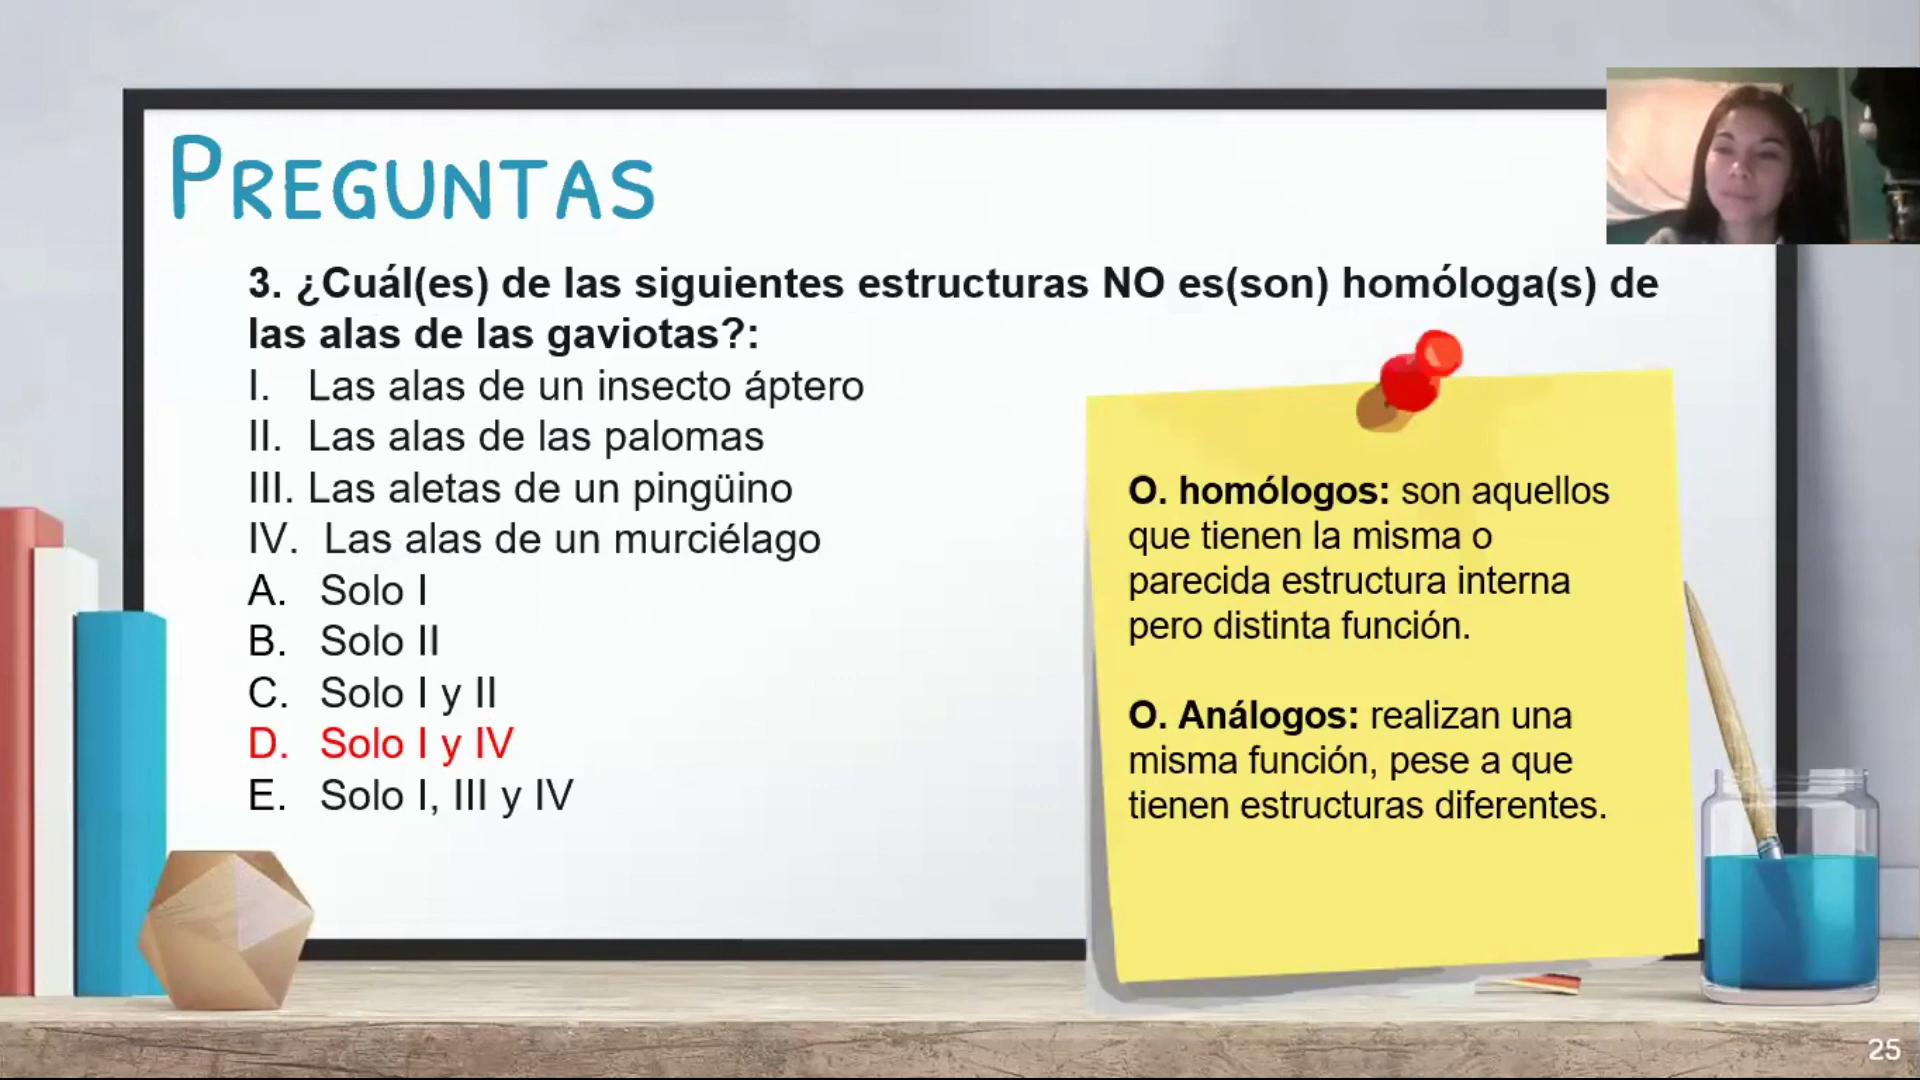 PREGUNTAS
3. ¿Cuál(es) de las siguientes estructuras NO es(son) homóloga(s) de
las alas de las gaviotas?:
I. Las alas de un insecto áptero
II. Las alas de las palomas
III. Las aletas de un pingüino
IV. Las alas de un murciélago
A. Solo I
B. Solo II
C. Solo I y II
D. Solo I y IV
E. Solo I, III y IV
O. homólogos: son aquellos
que tienen la misma o
parecida estructura interna
pero distinta función.
O. Análogos: realizan una
misma función, pese a que
tienen estructuras diferentes.
25